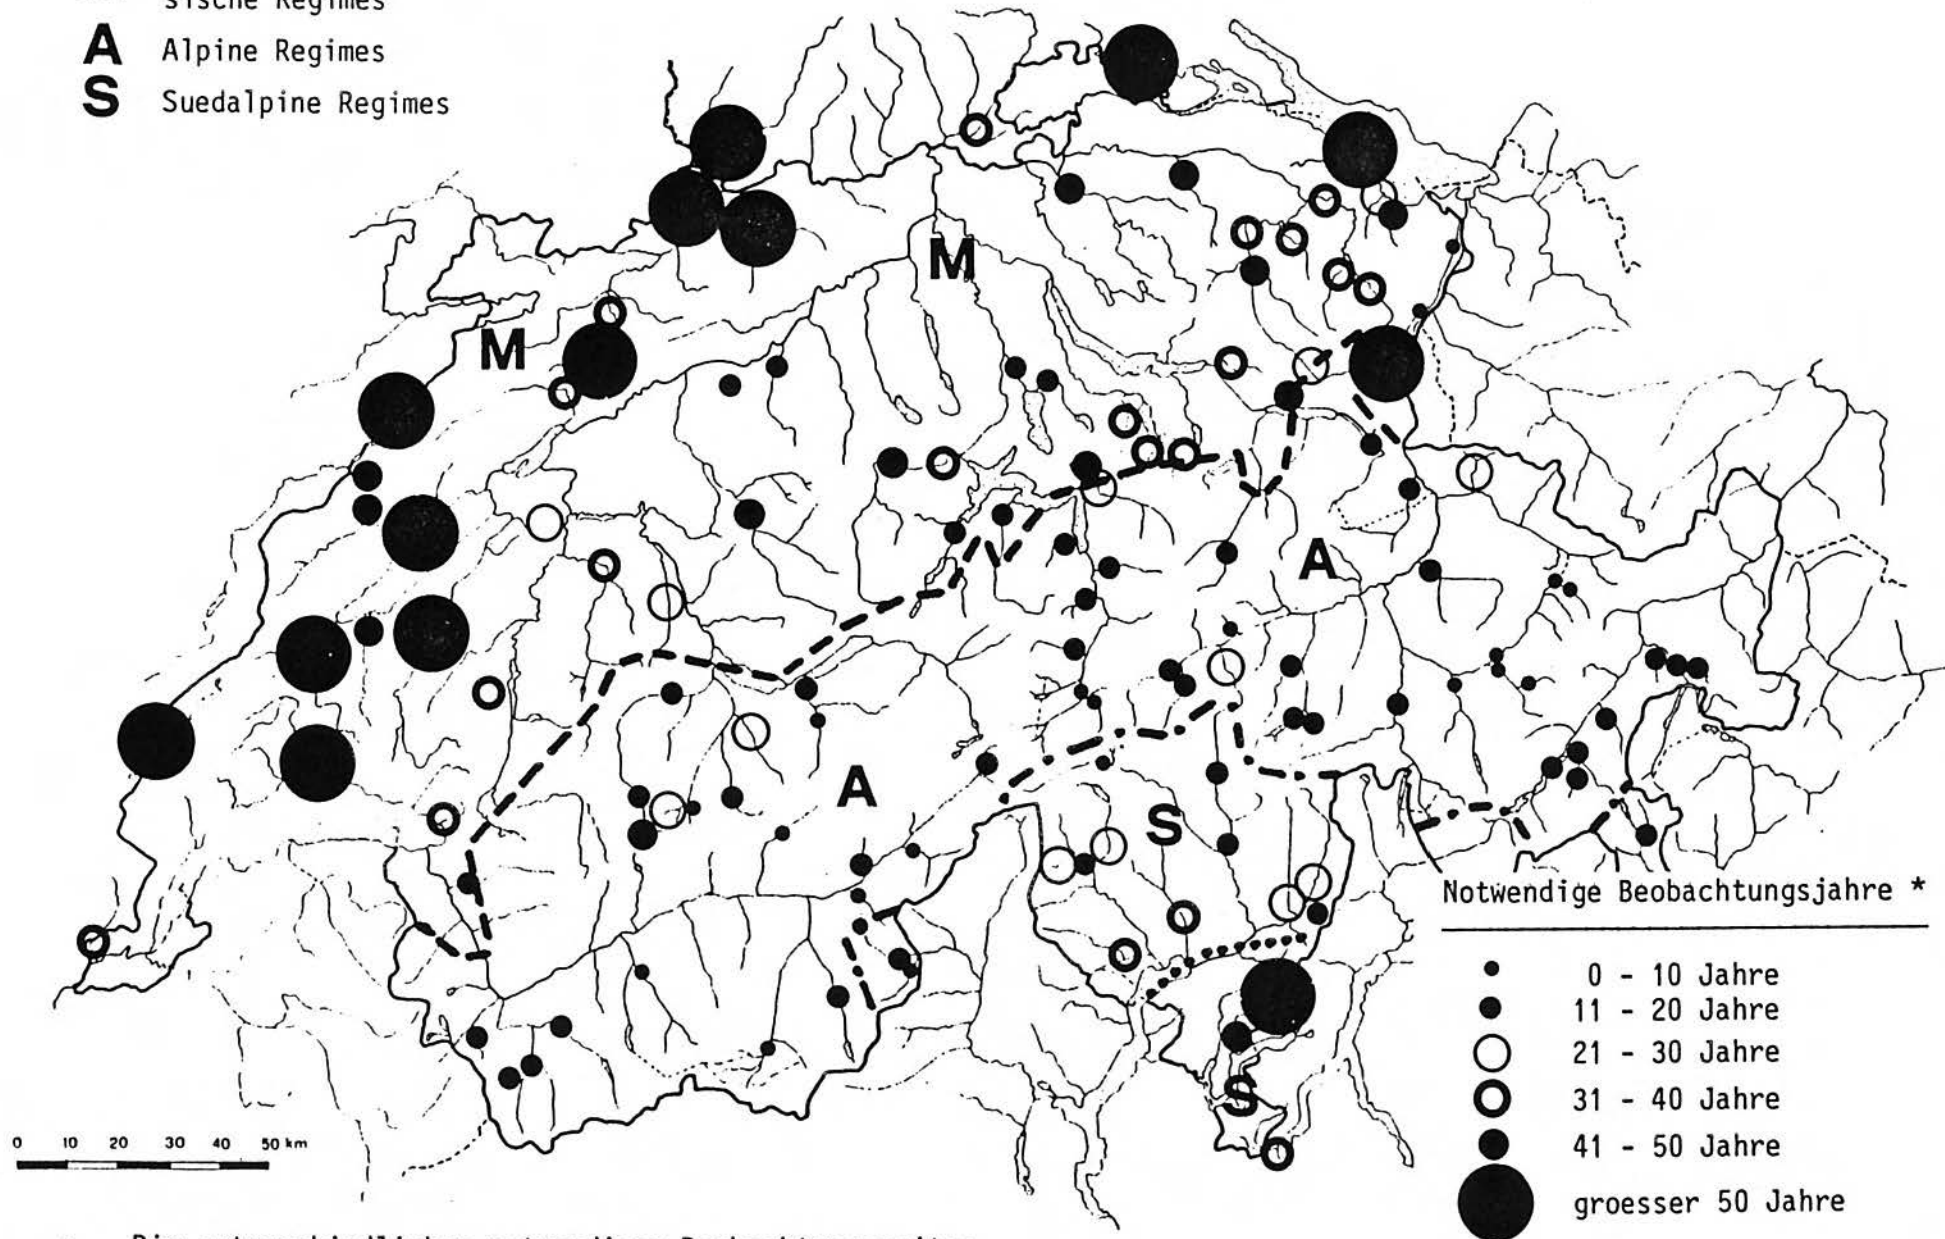 sische Regimes
A Alpine Regimes
S Suedalpine Regimes
M
M
A
A
S
S
Notwendige Beobachtungsjahre *
0 - 10 Jahre
11 - 20 Jahre
21 - 30 Jahre
31 - 40 Jahre
41 - 50 Jahre
groesser 50 Jahre
0 10 20 30 40 50 km